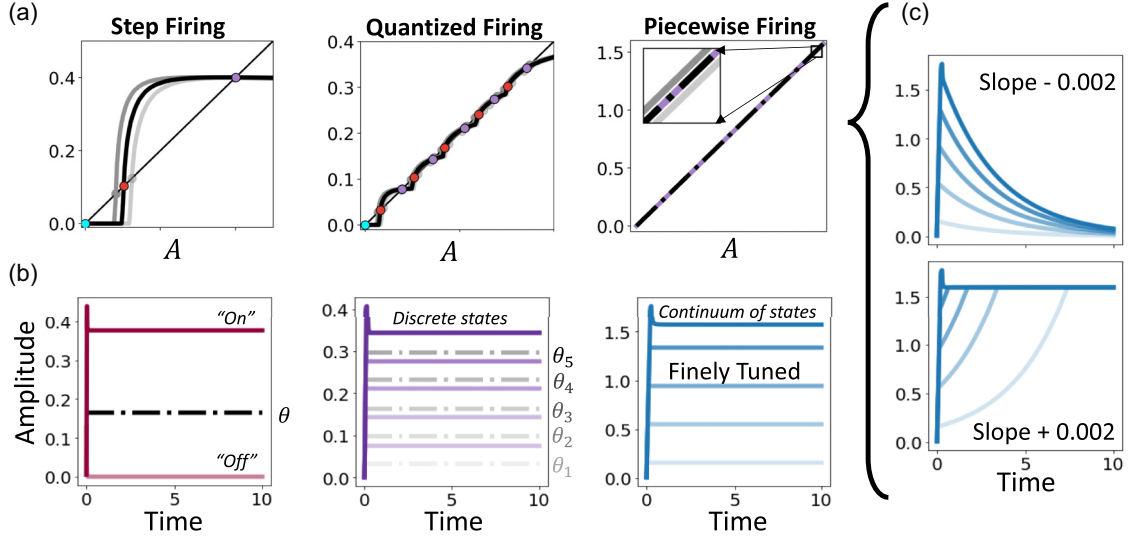 (a)
Step Firing
Quantized Firing
Piecewise Firing
(c)
0.4
0.2
0.0
A
0.4
0.3
0.2
0.1
0.0
A
1.5
1.0
0.5
0.0
A
Slope - 0.002
1.5
1.0
0.5
0.0
0
5
10
(b)
Amplitude
0.4
0.3
0.2
0.1
0.0
"On"
θ
"Off"
0
5
10
Time
0.4
0.3
0.2
0.1
0.0
Discrete states
θ5
θ4
θ3
θ2
θ1
0
5
10
Time
1.5
1.0
0.5
0.0
Continuum of states
Finely Tuned
0
5
10
Time
1.5
1.0
0.5
0.0
Slope + 0.002
0
5
10
Time